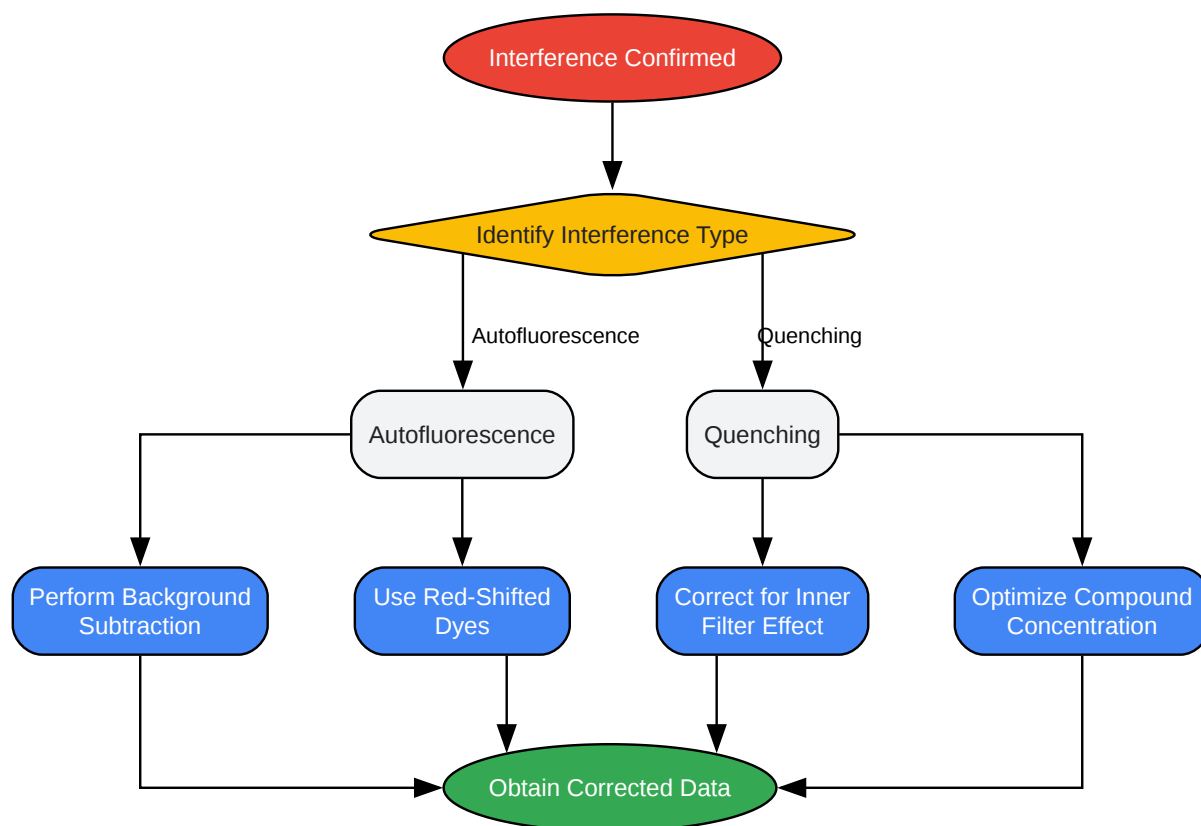 Interference Confirmed
Identify Interference Type
Autofluorescence
Quenching
Autofluorescence
Quenching
Perform Background
Subtraction
Use Red-Shifted
Dyes
Correct for Inner
Filter Effect
Optimize Compound
Concentration
Obtain Corrected Data